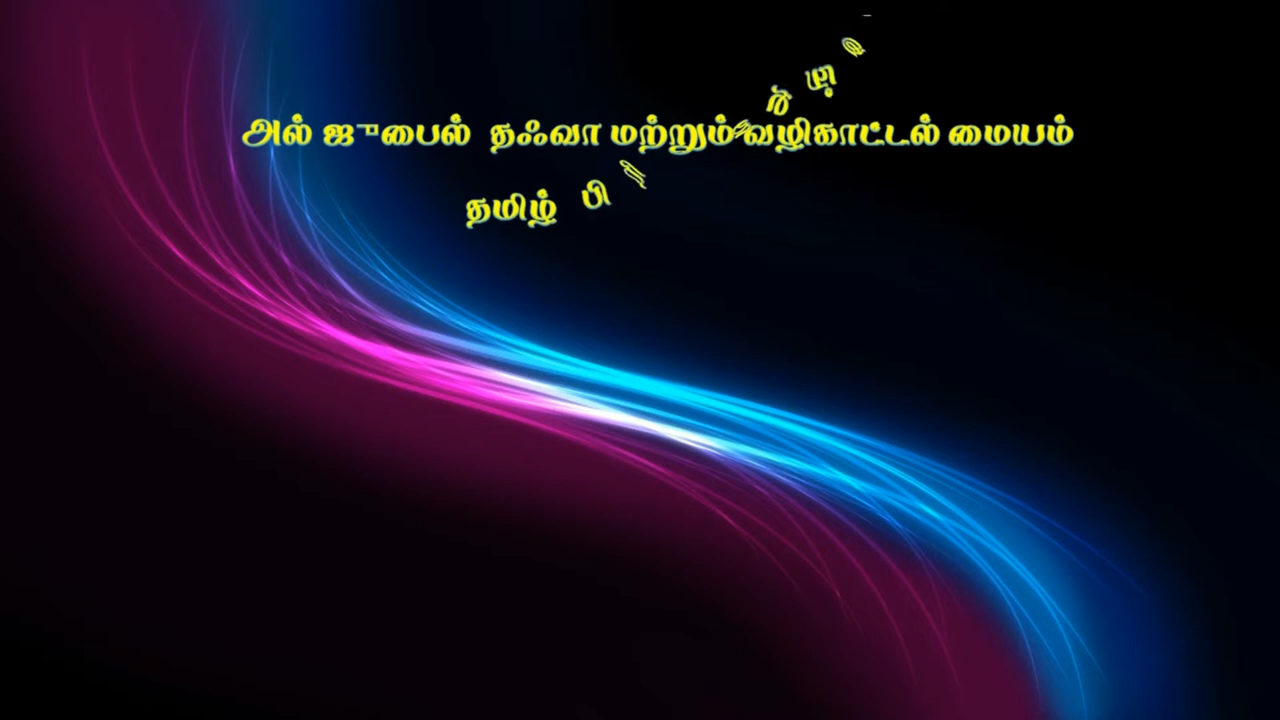 அல் ஜுபைல் தஃவா மற்றும் வழிகாட்டல் மையம்
தமிழ் பி